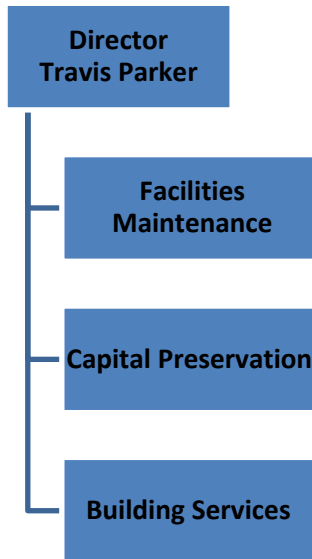 Director
Travis Parker
Facilities
Maintenance
Capital Preservation
Building Services